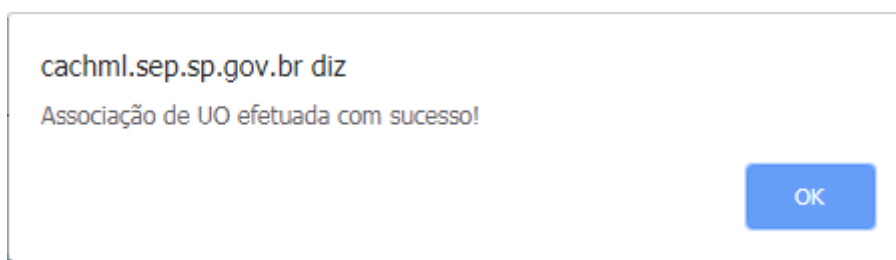 cachml.sep.sp.gov.br diz
Associação de UO efetuada com sucesso!
OK